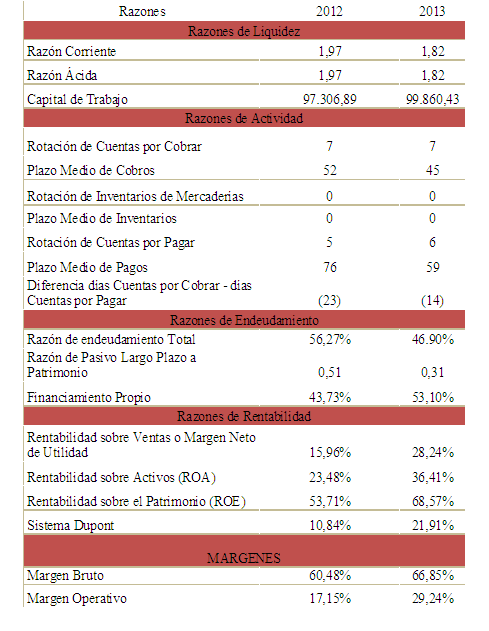 Razones 2012 2013
Razones de Liquidez
Razón Corriente 1,97 1,82
Razón Ácida 1,97 1,82
Capital de Trabajo 97.306,89 99.860,43
Razones de Actividad
Rotación de Cuentas por Cobrar 7 7
Plazo Medio de Cobros 52 45
Rotación de Inventarios de Mercaderías 0 0
Plazo Medio de Inventarios 0 0
Rotación de Cuentas por Pagar 5 6
Plazo Medio de Pagos 76 59
Diferencia días Cuentas por Cobrar - días
Cuentas por Pagar (23) (14)
Razones de Endeudamiento
Razón de endeudamiento Total 56,27% 46.90%
Razón de Pasivo Largo Plazo a
Patrimonio 0,51 0,31
Financiamiento Propio 43,73% 53,10%
Razones de Rentabilidad
Rentabilidad sobre Ventas o Margen Neto
de Utilidad 15,96% 28,24%
Rentabilidad sobre Activos (ROA) 23,48% 36,41%
Rentabilidad sobre el Patrimonio (ROE) 53,71% 68,57%
Sistema Dupont 10,84% 21,91%
MARGENES
Margen Bruto 60,48% 66,85%
Margen Operativo 17,15% 29,24%